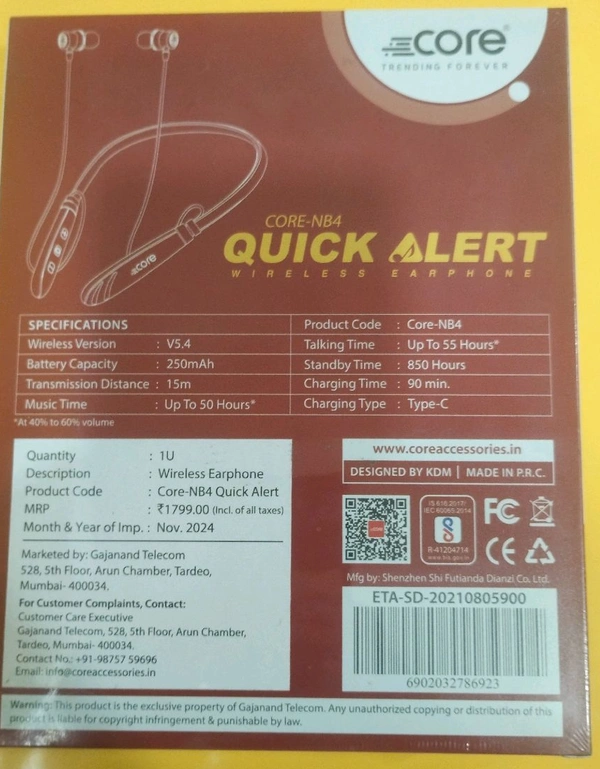 core®
TRENDING FOREVER
core
CORE-NB4
QUICK ALERT
WIRELESS EARPHONE
SPECIFICATIONS
Wireless Version : V5.4
Battery Capacity : 250mAh
Transmission Distance : 15m
Music Time : Up To 50 Hours*
Product Code : Core-NB4
Talking Time : Up To 55 Hours*
Standby Time : 850 Hours
Charging Time : 90 min.
Charging Type : Type-C
*At 40% to 60% volume
Quantity : 1U
Description : Wireless Earphone
Product Code : Core-NB4 Quick Alert
MRP : ₹1799.00 (Incl. of all taxes)
Month & Year of Imp. : Nov. 2024
Marketed by: Gajanand Telecom
528, 5th Floor, Arun Chamber, Tardeo,
Mumbai- 400034.
For Customer Complaints, Contact:
Customer Care Executive
Gajanand Telecom, 528, 5th Floor, Arun Chamber,
Tardeo, Mumbai- 400034.
Contact No.: +91-98757 59696
Email: info@coreaccessories.in
www.coreaccessories.in
DESIGNED BY KDM | MADE IN P.R.C.
IS 616:2017/
IEC 60065:2014
R-41204714
www.bis.gov.in
FC
CE
Mfg by: Shenzhen Shi Futianda Dianzi Co. Ltd.
ETA-SD-20210805900
6902032786923
Warning: This product is the exclusive property of Gajanand Telecom. Any unauthorized copying or distribution of this
product is liable for copyright infringement & punishable by law.